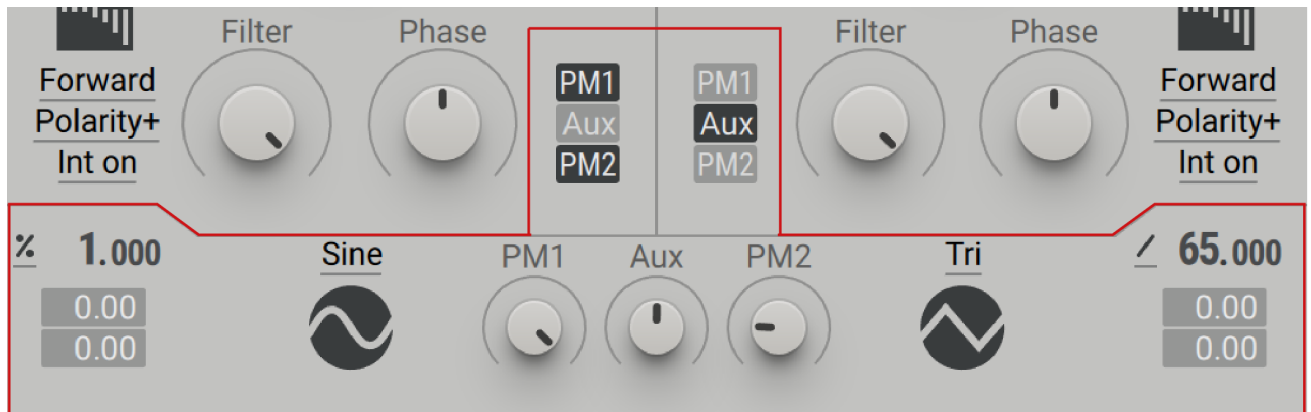 Filter Phase Filter Phase
Forward PM1 PM1 Forward
Polarity+ Aux Aux Polarity+
Int on PM2 PM2 Int on
% 1.000 Sine PM1 Aux PM2 Tri / 65.000
0.00 0.00
0.00 0.00